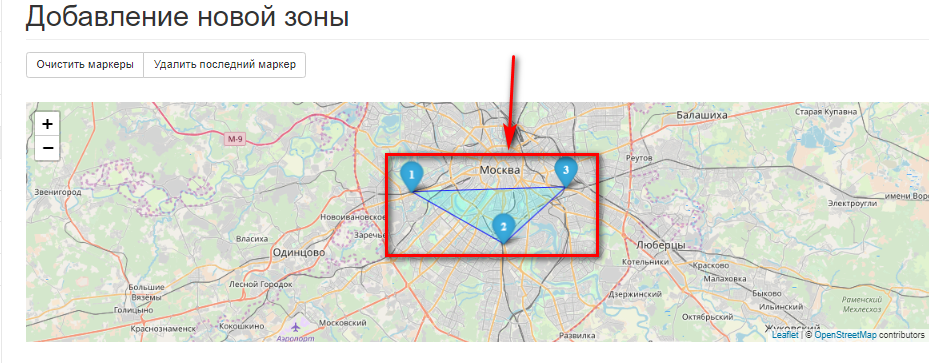 Добавление новой зоны
Очистить маркеры
Удалить последний маркер
+
−
M-9
Балашиха
Старая Купавна
Москва
Реутов
1
3
Звенигород
имени Воро
Электроугли
Нововоивановское
2
Заречье
Власиха
Одинцово
Люберцы
Котельники
Красково
Малаховка
Большие
Вязёмы
Лесной Городок
Дзержинский
Быково
Ильинский
Раменский
Мехлесхоз
Голицыно
Краснознаменск
Кокошкино
Московский
Октябрьский
Жуковский
Аэропорт
Развилка
Leaflet | © OpenStreetMap contributors